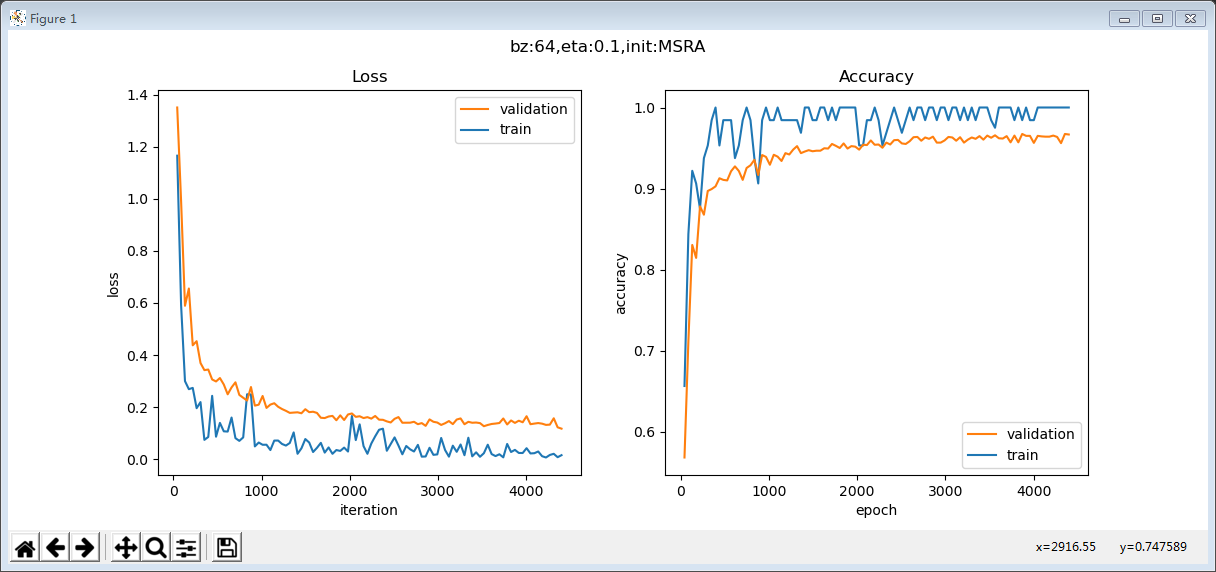 Figure 1
bz:64,eta:0.1,init:MSRA
Loss
1.4
1.2
1.0
0.8
0.6
0.4
0.2
0.0
loss
0 1000 2000 3000 4000
iteration
validation
train
Accuracy
1.0
0.9
0.8
0.7
0.6
accuracy
0 1000 2000 3000 4000
epoch
validation
train
x=2916.55 y=0.747589